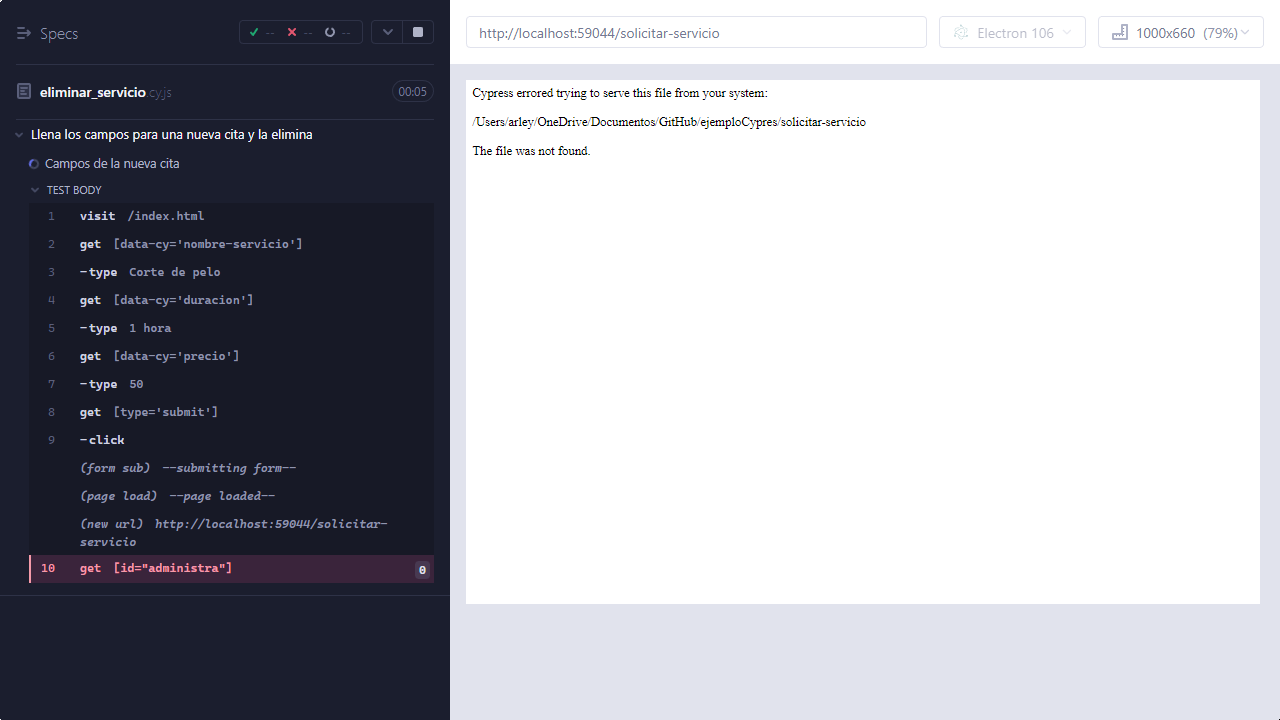 Specs
--
--
--
eliminar_servicio.cy.js
00:05
Llena los campos para una nueva cita y la elimina
Campos de la nueva cita
TEST BODY
1 visit /index.html
2 get [data-cy='nombre-servicio']
3 -type Corte de pelo
4 get [data-cy='duracion']
5 -type 1 hora
6 get [data-cy='precio']
7 -type 50
8 get [type='submit']
9 -click
(form sub) --submitting form--
(page load) --page loaded--
(new url) http://localhost:59044/solicitar-
servicio
10 get [id="administra"] 0
http://localhost:59044/solicitar-servicio
Electron 106
1000x660 (79%)
Cypress errored trying to serve this file from your system:
/Users/arley/OneDrive/Documentos/GitHub/ejemploCypres/solicitar-servicio
The file was not found.